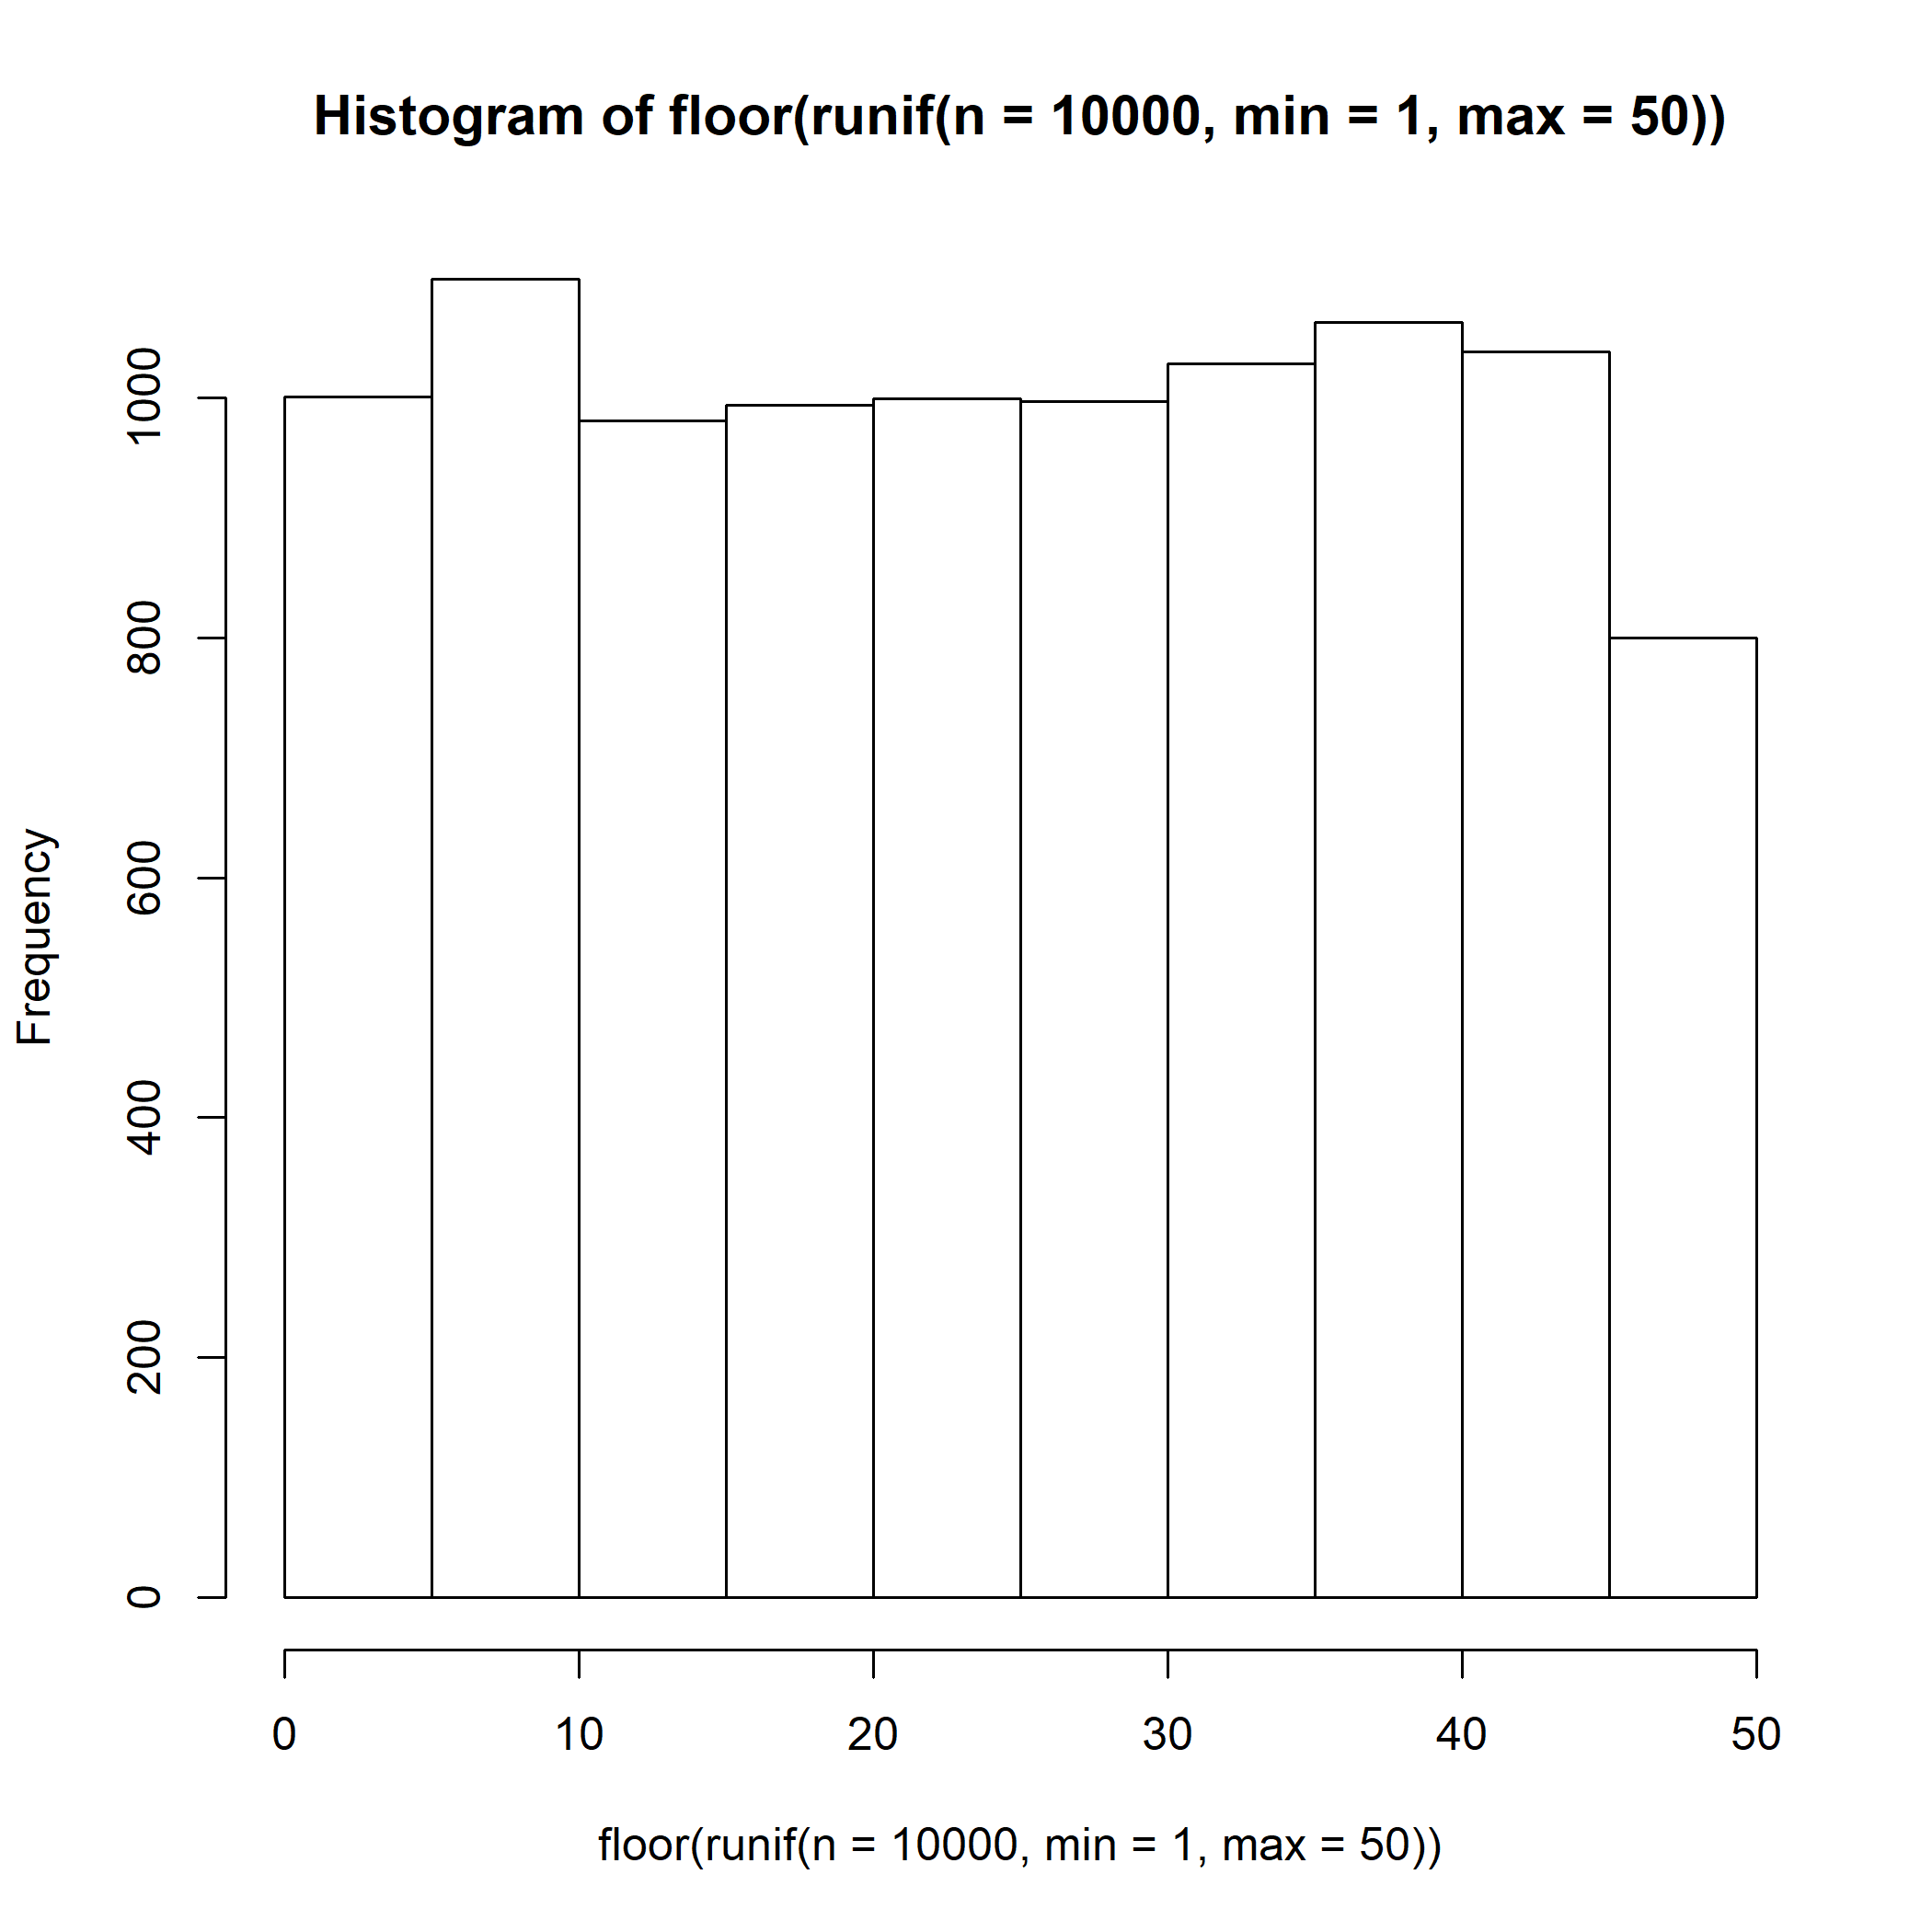 Histogram of floor(runif(n = 10000, min = 1, max = 50))
Frequency
1000
800
600
400
200
0
0 10 20 30 40 50
floor(runif(n = 10000, min = 1, max = 50))